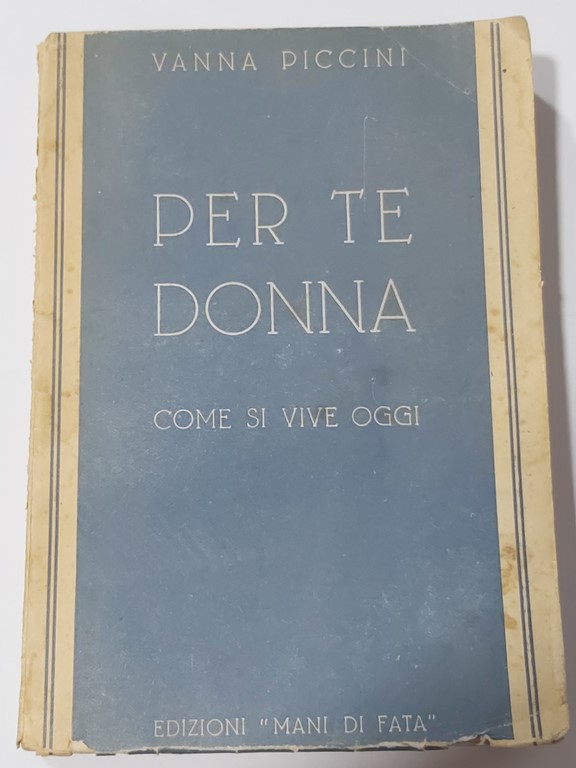 VANNA PICCINI
PER TE
DONNA
COME SI VIVE OGGI
EDIZIONI "MANI DI FATA"